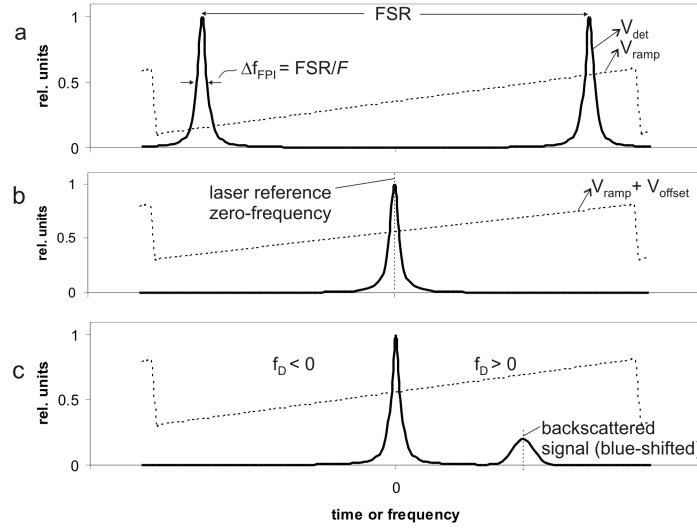 a
rel. units
1
0.5
0
FSR
Δf_FPI = FSR/F
V_det
V_ramp
b
rel. units
1
0.5
0
laser reference
zero-frequency
V_ramp + V_offset
c
rel. units
1
0.5
0
f_D < 0
f_D > 0
backscattered
signal (blue-shifted)
0
time or frequency